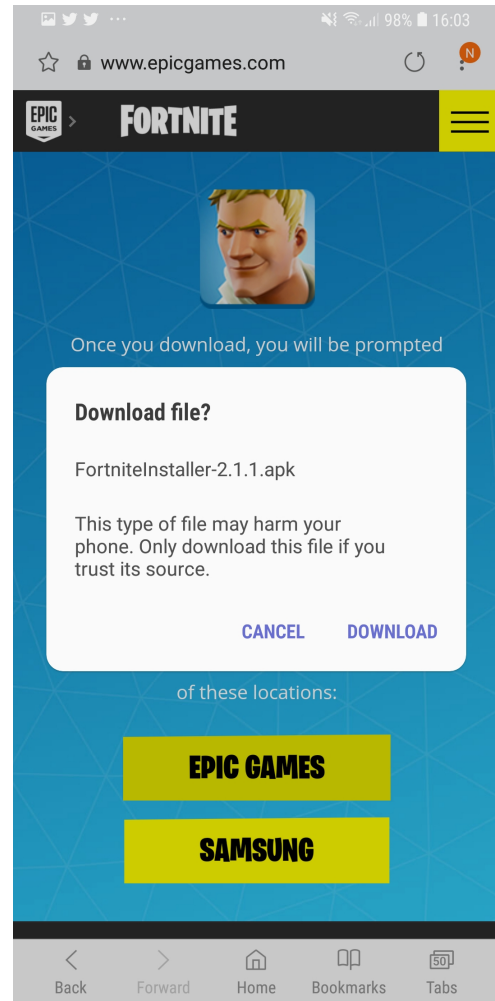 98% 16:03
www.epicgames.com
N
EPIC
GAMES
FORTNITE
Once you download, you will be prompted
Download file?
FortniteInstaller-2.1.1.apk
This type of file may harm your
phone. Only download this file if you
trust its source.
CANCEL DOWNLOAD
of these locations:
EPIC GAMES
SAMSUNG
50
Back Forward Home Bookmarks Tabs